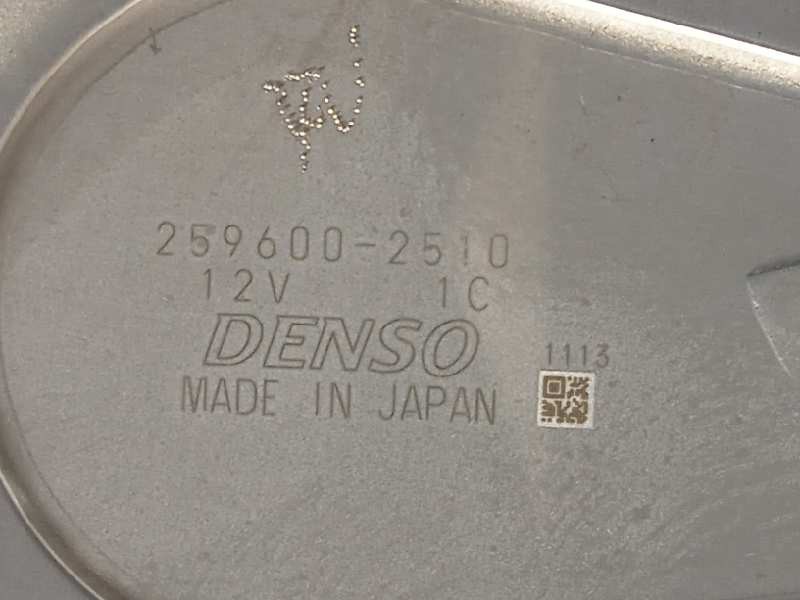 259600-2510
12V 1C
DENSO
1113
MADE IN JAPAN